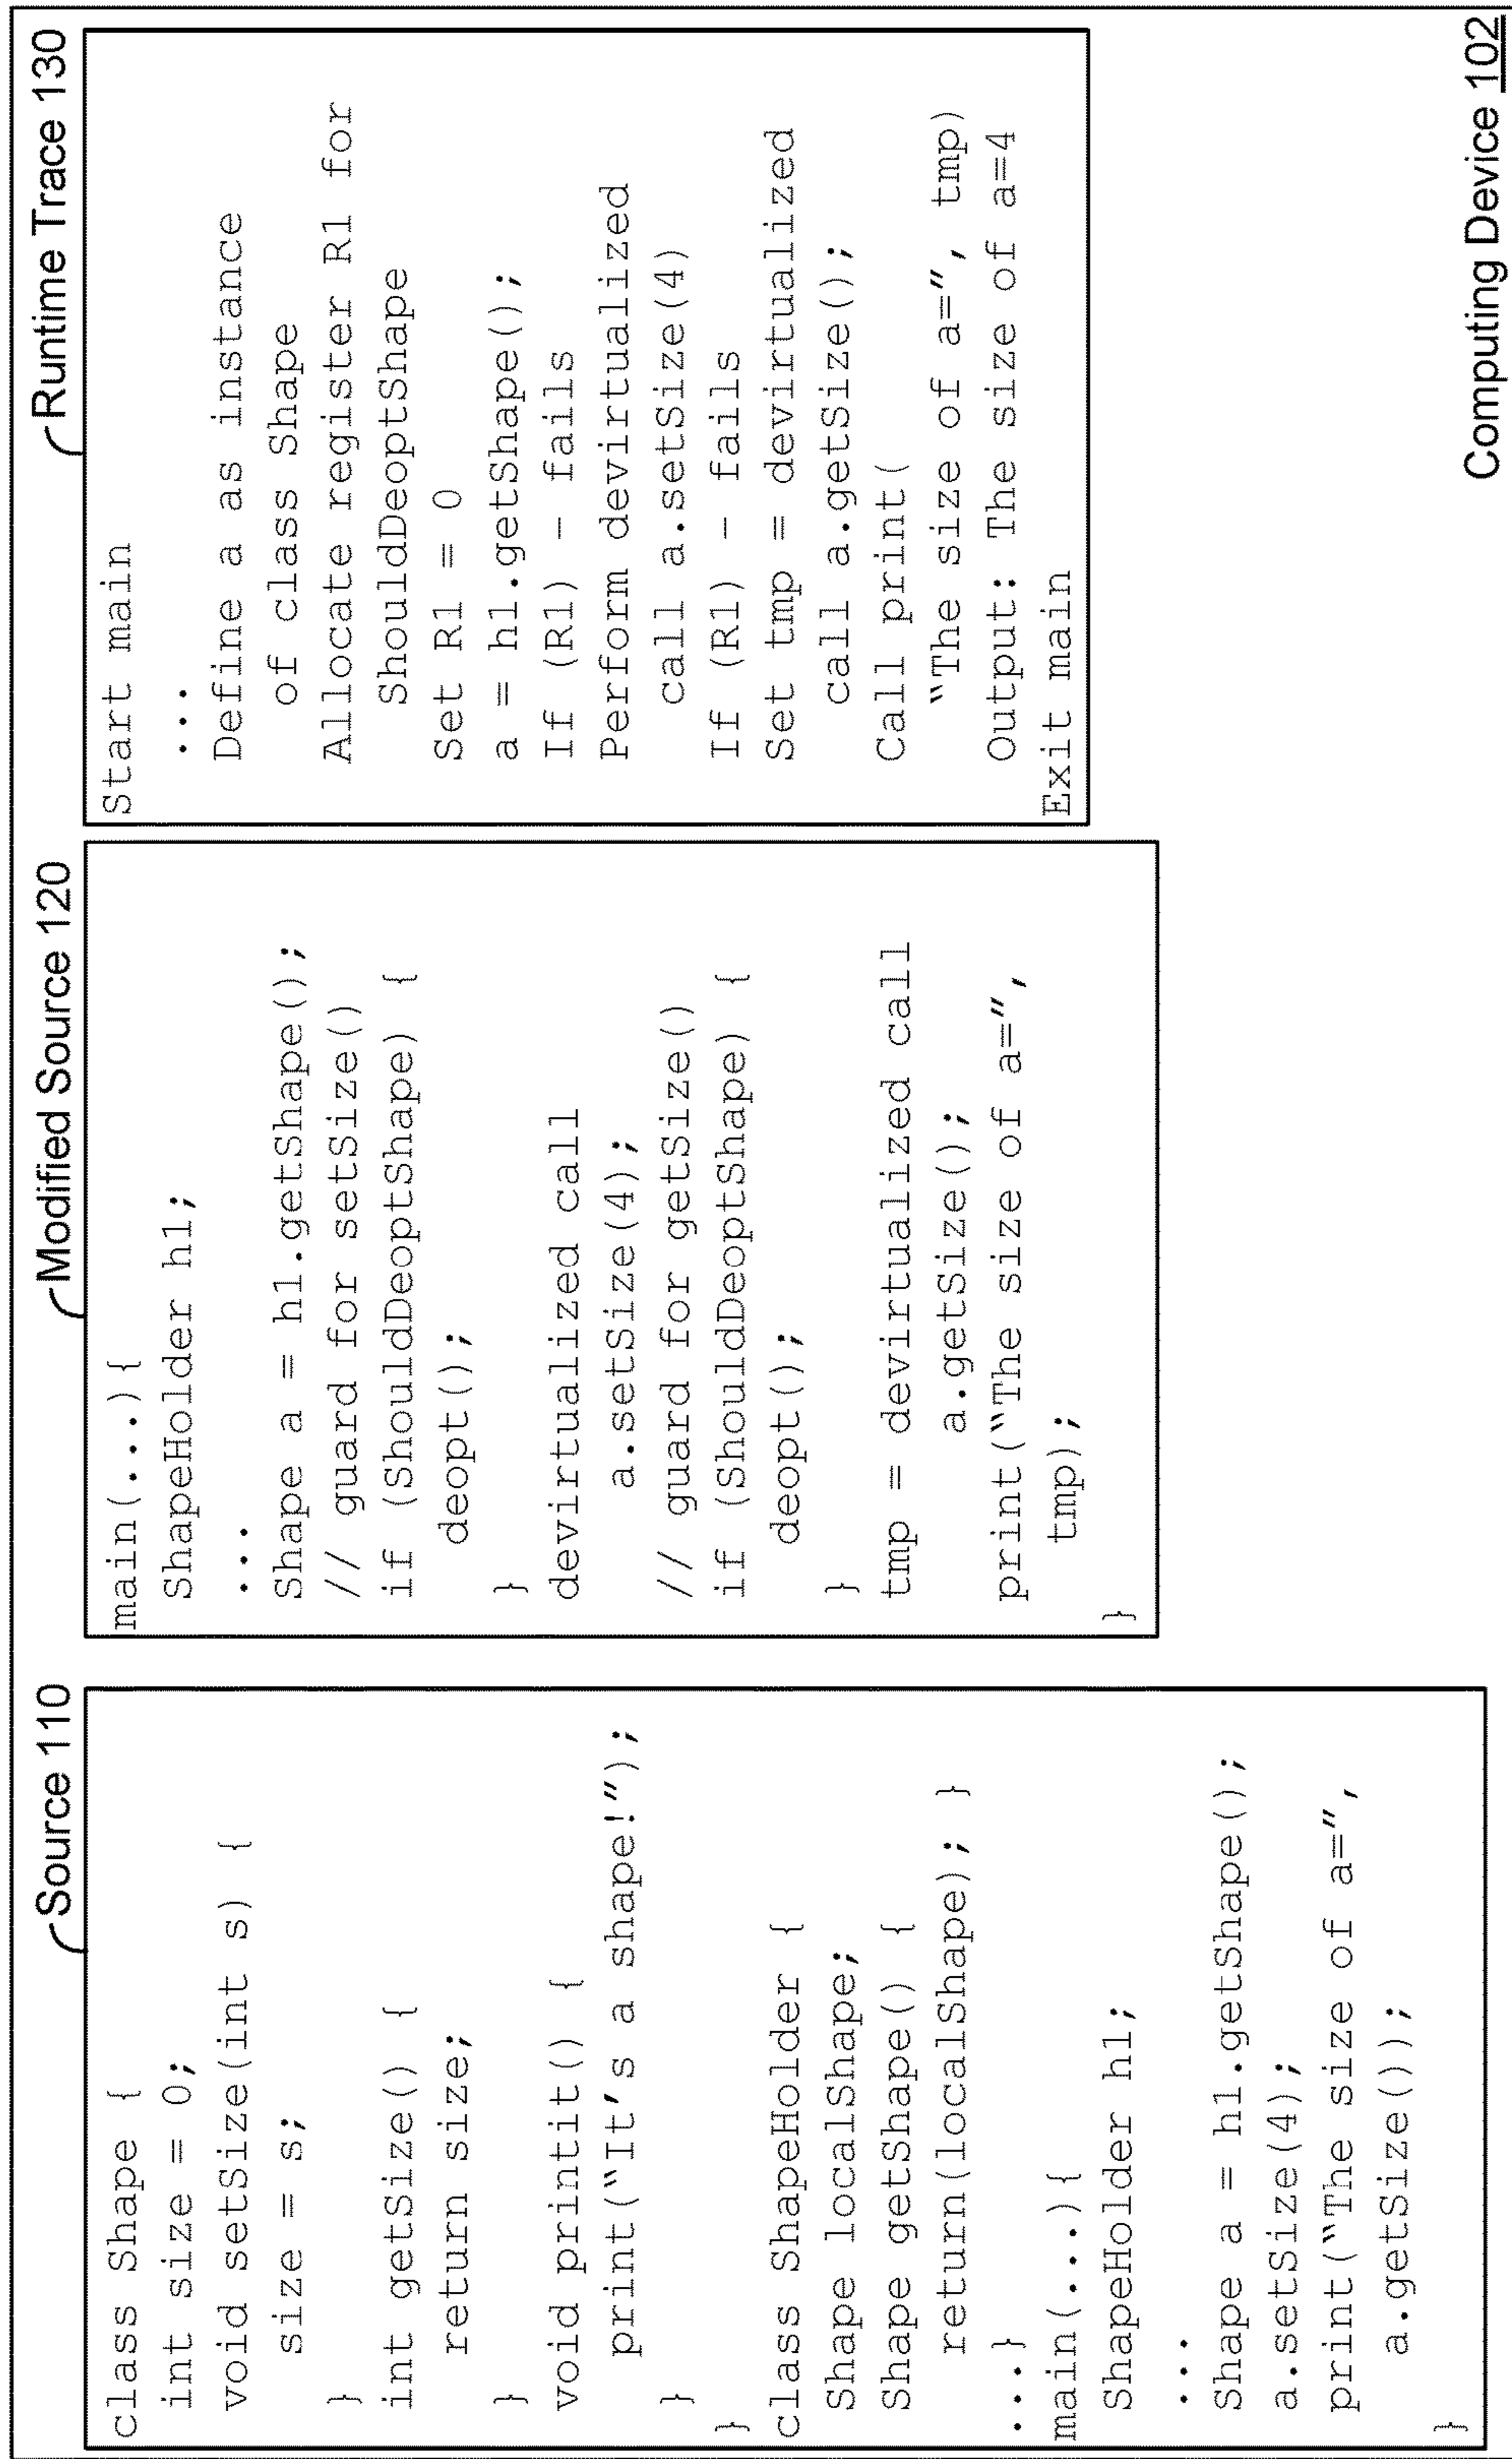 Source 110
class Shape {
int size = 0;
void setSize(int s) {
size = s;
}
int getSize() {
return size;
}
void printit() {
print(“It’s a shape!”);
}
}
class ShapeHolder {
Shape localShape;
Shape getShape() {
return(localShape); }
...}
main(...){
ShapeHolder h1;
...
Shape a = h1.getShape();
a.setSize(4);
print(“The size of a=”,
a.getSize());
}
Modified Source 120
main(...){
ShapeHolder h1;
...
Shape a = h1.getShape();
// guard for setSize()
if (ShouldDeoptShape) {
deopt();
}
devirtualized call
a.setSize(4);
// guard for getSize()
if (ShouldDeoptShape) {
deopt();
}
tmp = devirtualized call
a.getSize();
print(“The size of a=”,
tmp);
}
Runtime Trace 130
Start main
...
Define a as instance
of class Shape
Allocate register R1 for
ShouldDeoptShape
Set R1 = 0
a = h1.getShape();
If (R1) - fails
Perform devirtualized
call a.setSize(4)
If (R1) - fails
Set tmp = devirtualized
call a.getSize();
Call print(
“The size of a=”, tmp)
Output: The size of a=4
Exit main
Computing Device 102